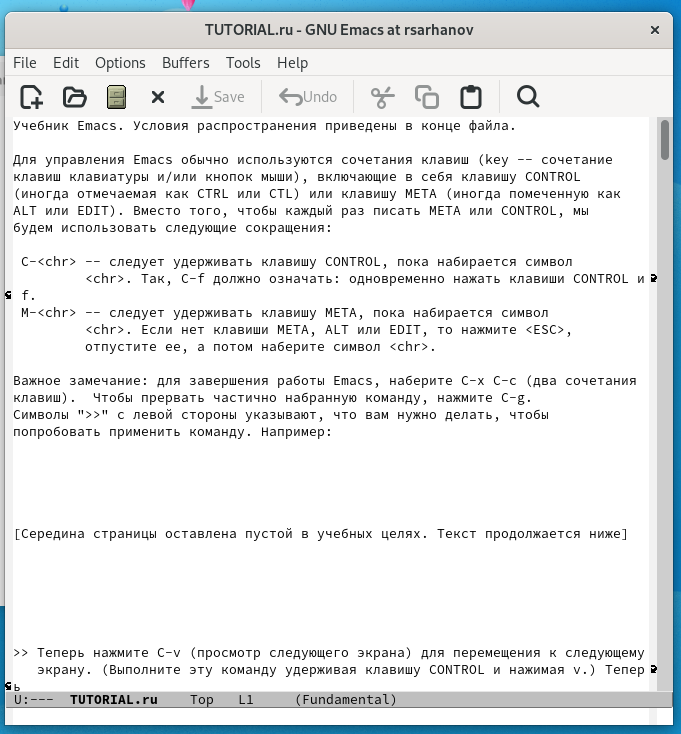 TUTORIAL.ru - GNU Emacs at rsarhanov
File Edit Options Buffers Tools Help
Save Undo
Учебник Emacs. Условия распространения приведены в конце файла.
Для управления Emacs обычно используются сочетания клавиш (key -- сочетание
клавиш клавиатуры и/или кнопок мыши), включающие в себя клавишу CONTROL
(иногда отмечаемая как CTRL или CTL) или клавишу META (иногда помеченную как
ALT или EDIT). Вместо того, чтобы каждый раз писать META или CONTROL, мы
будем использовать следующие сокращения:
C-<chr> -- следует удерживать клавишу CONTROL, пока набирается символ
<chr>. Так, C-f должно означать: одновременно нажать клавиши CONTROL и
f.
M-<chr> -- следует удерживать клавишу META, пока набирается символ
<chr>. Если нет клавиши META, ALT или EDIT, то нажмите <ESC>,
отпустите ее, а потом наберите символ <chr>.
Важное замечание: для завершения работы Emacs, наберите C-x C-c (два сочетания
клавиш).  Чтобы прервать частично набранную команду, нажмите C-g.
Символы ">>" с левой стороны указывают, что вам нужно делать, чтобы
попробовать применить команду. Например:
[Середина страницы оставлена пустой в учебных целях. Текст продолжается ниже]
>> Теперь нажмите C-v (просмотр следующего экрана) для перемещения к следующему
экрану. (Выполните эту команду удерживая клавишу CONTROL и нажимая v.) Тепер
ь
U:--- TUTORIAL.ru Top L1 (Fundamental)